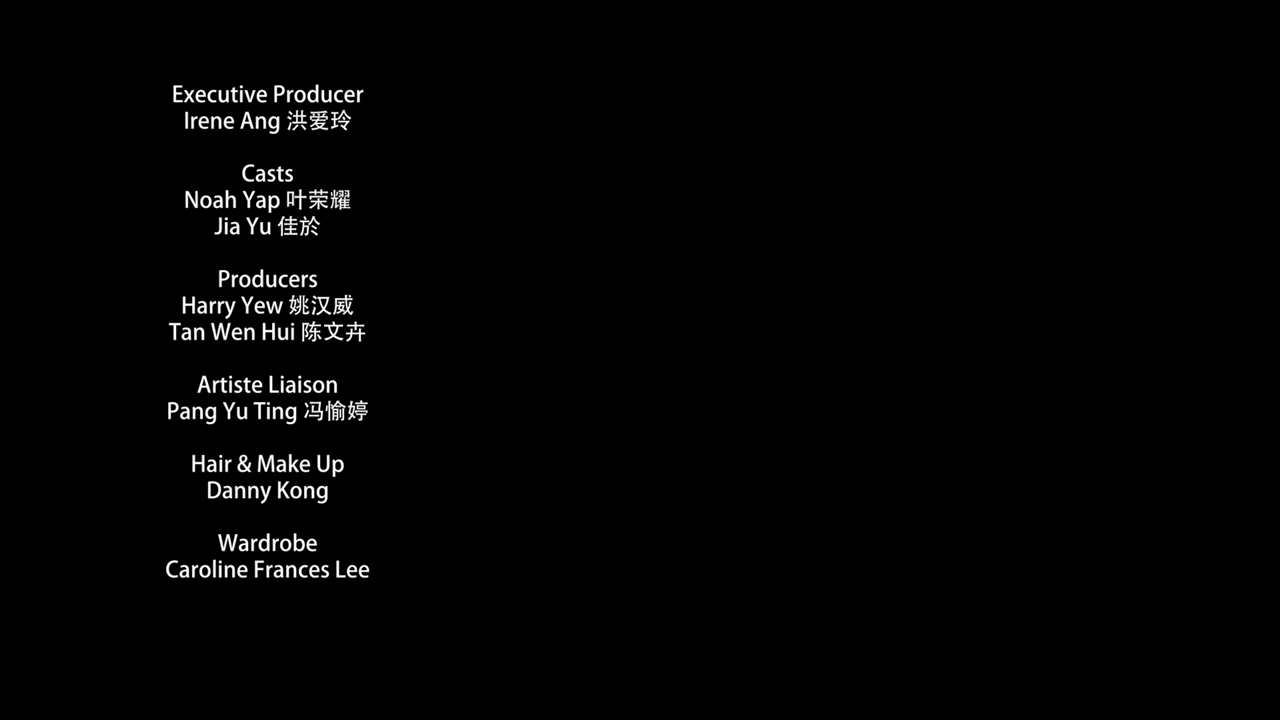 Executive Producer
Irene Ang 洪爱玲
Casts
Noah Yap 叶荣耀
Jia Yu 佳於
Producers
Harry Yew 姚汉威
Tan Wen Hui 陈文卉
Artiste Liaison
Pang Yu Ting 冯愉婷
Hair & Make Up
Danny Kong
Wardrobe
Caroline Frances Lee